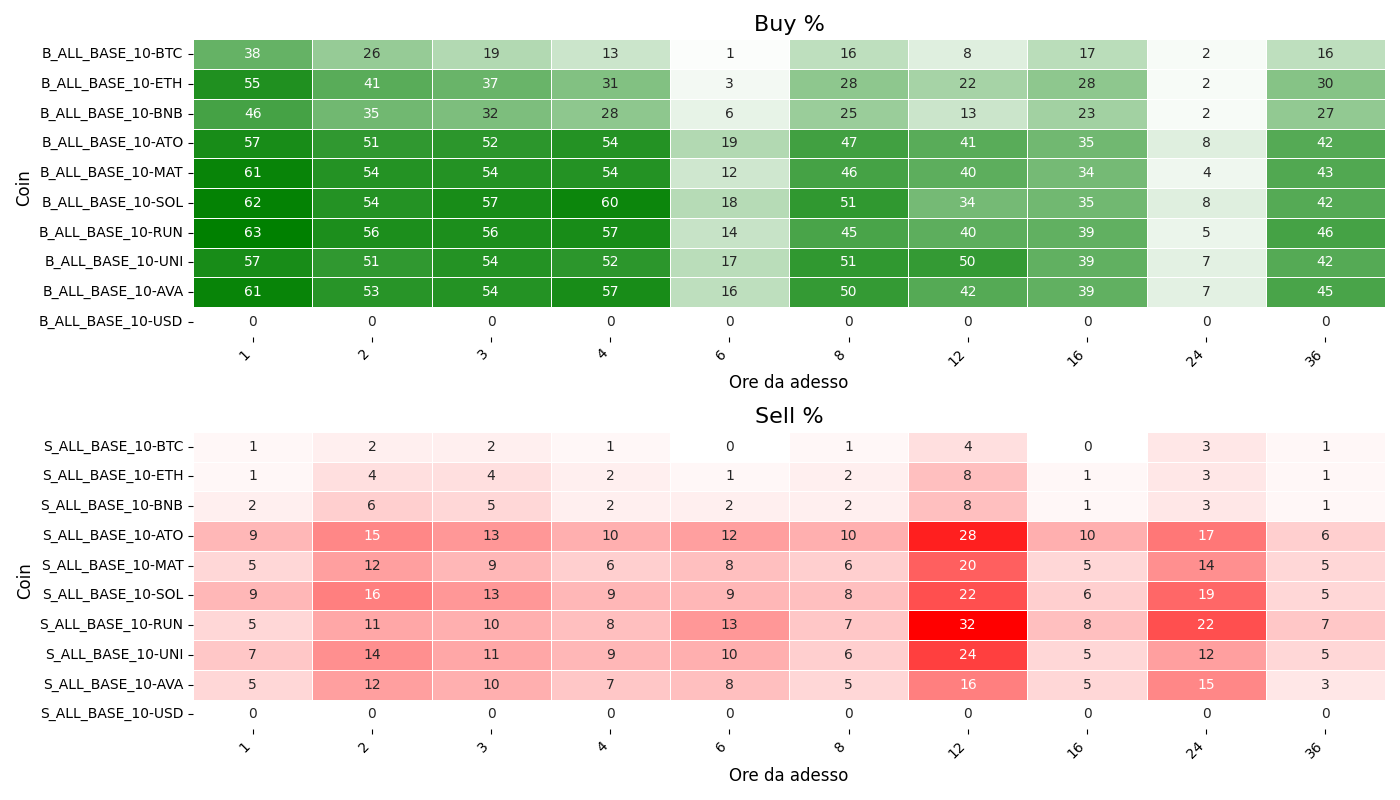 Buy %
Coin
B_ALL_BASE_10-BTC 38 26 19 13 1 16 8 17 2 16
B_ALL_BASE_10-ETH 55 41 37 31 3 28 22 28 2 30
B_ALL_BASE_10-BNB 46 35 32 28 6 25 13 23 2 27
B_ALL_BASE_10-ATO 57 51 52 54 19 47 41 35 8 42
B_ALL_BASE_10-MAT 61 54 54 54 12 46 40 34 4 43
B_ALL_BASE_10-SOL 62 54 57 60 18 51 34 35 8 42
B_ALL_BASE_10-RUN 63 56 56 57 14 45 40 39 5 46
B_ALL_BASE_10-UNI 57 51 54 52 17 51 50 39 7 42
B_ALL_BASE_10-AVA 61 53 54 57 16 50 42 39 7 45
B_ALL_BASE_10-USD 0 0 0 0 0 0 0 0 0 0
1 2 3 4 6 8 12 16 24 36
Ore da adesso
Sell %
Coin
S_ALL_BASE_10-BTC 1 2 2 1 0 1 4 0 3 1
S_ALL_BASE_10-ETH 1 4 4 2 1 2 8 1 3 1
S_ALL_BASE_10-BNB 2 6 5 2 2 2 8 1 3 1
S_ALL_BASE_10-ATO 9 15 13 10 12 10 28 10 17 6
S_ALL_BASE_10-MAT 5 12 9 6 8 6 20 5 14 5
S_ALL_BASE_10-SOL 9 16 13 9 9 8 22 6 19 5
S_ALL_BASE_10-RUN 5 11 10 8 13 7 32 8 22 7
S_ALL_BASE_10-UNI 7 14 11 9 10 6 24 5 12 5
S_ALL_BASE_10-AVA 5 12 10 7 8 5 16 5 15 3
S_ALL_BASE_10-USD 0 0 0 0 0 0 0 0 0 0
1 2 3 4 6 8 12 16 24 36
Ore da adesso